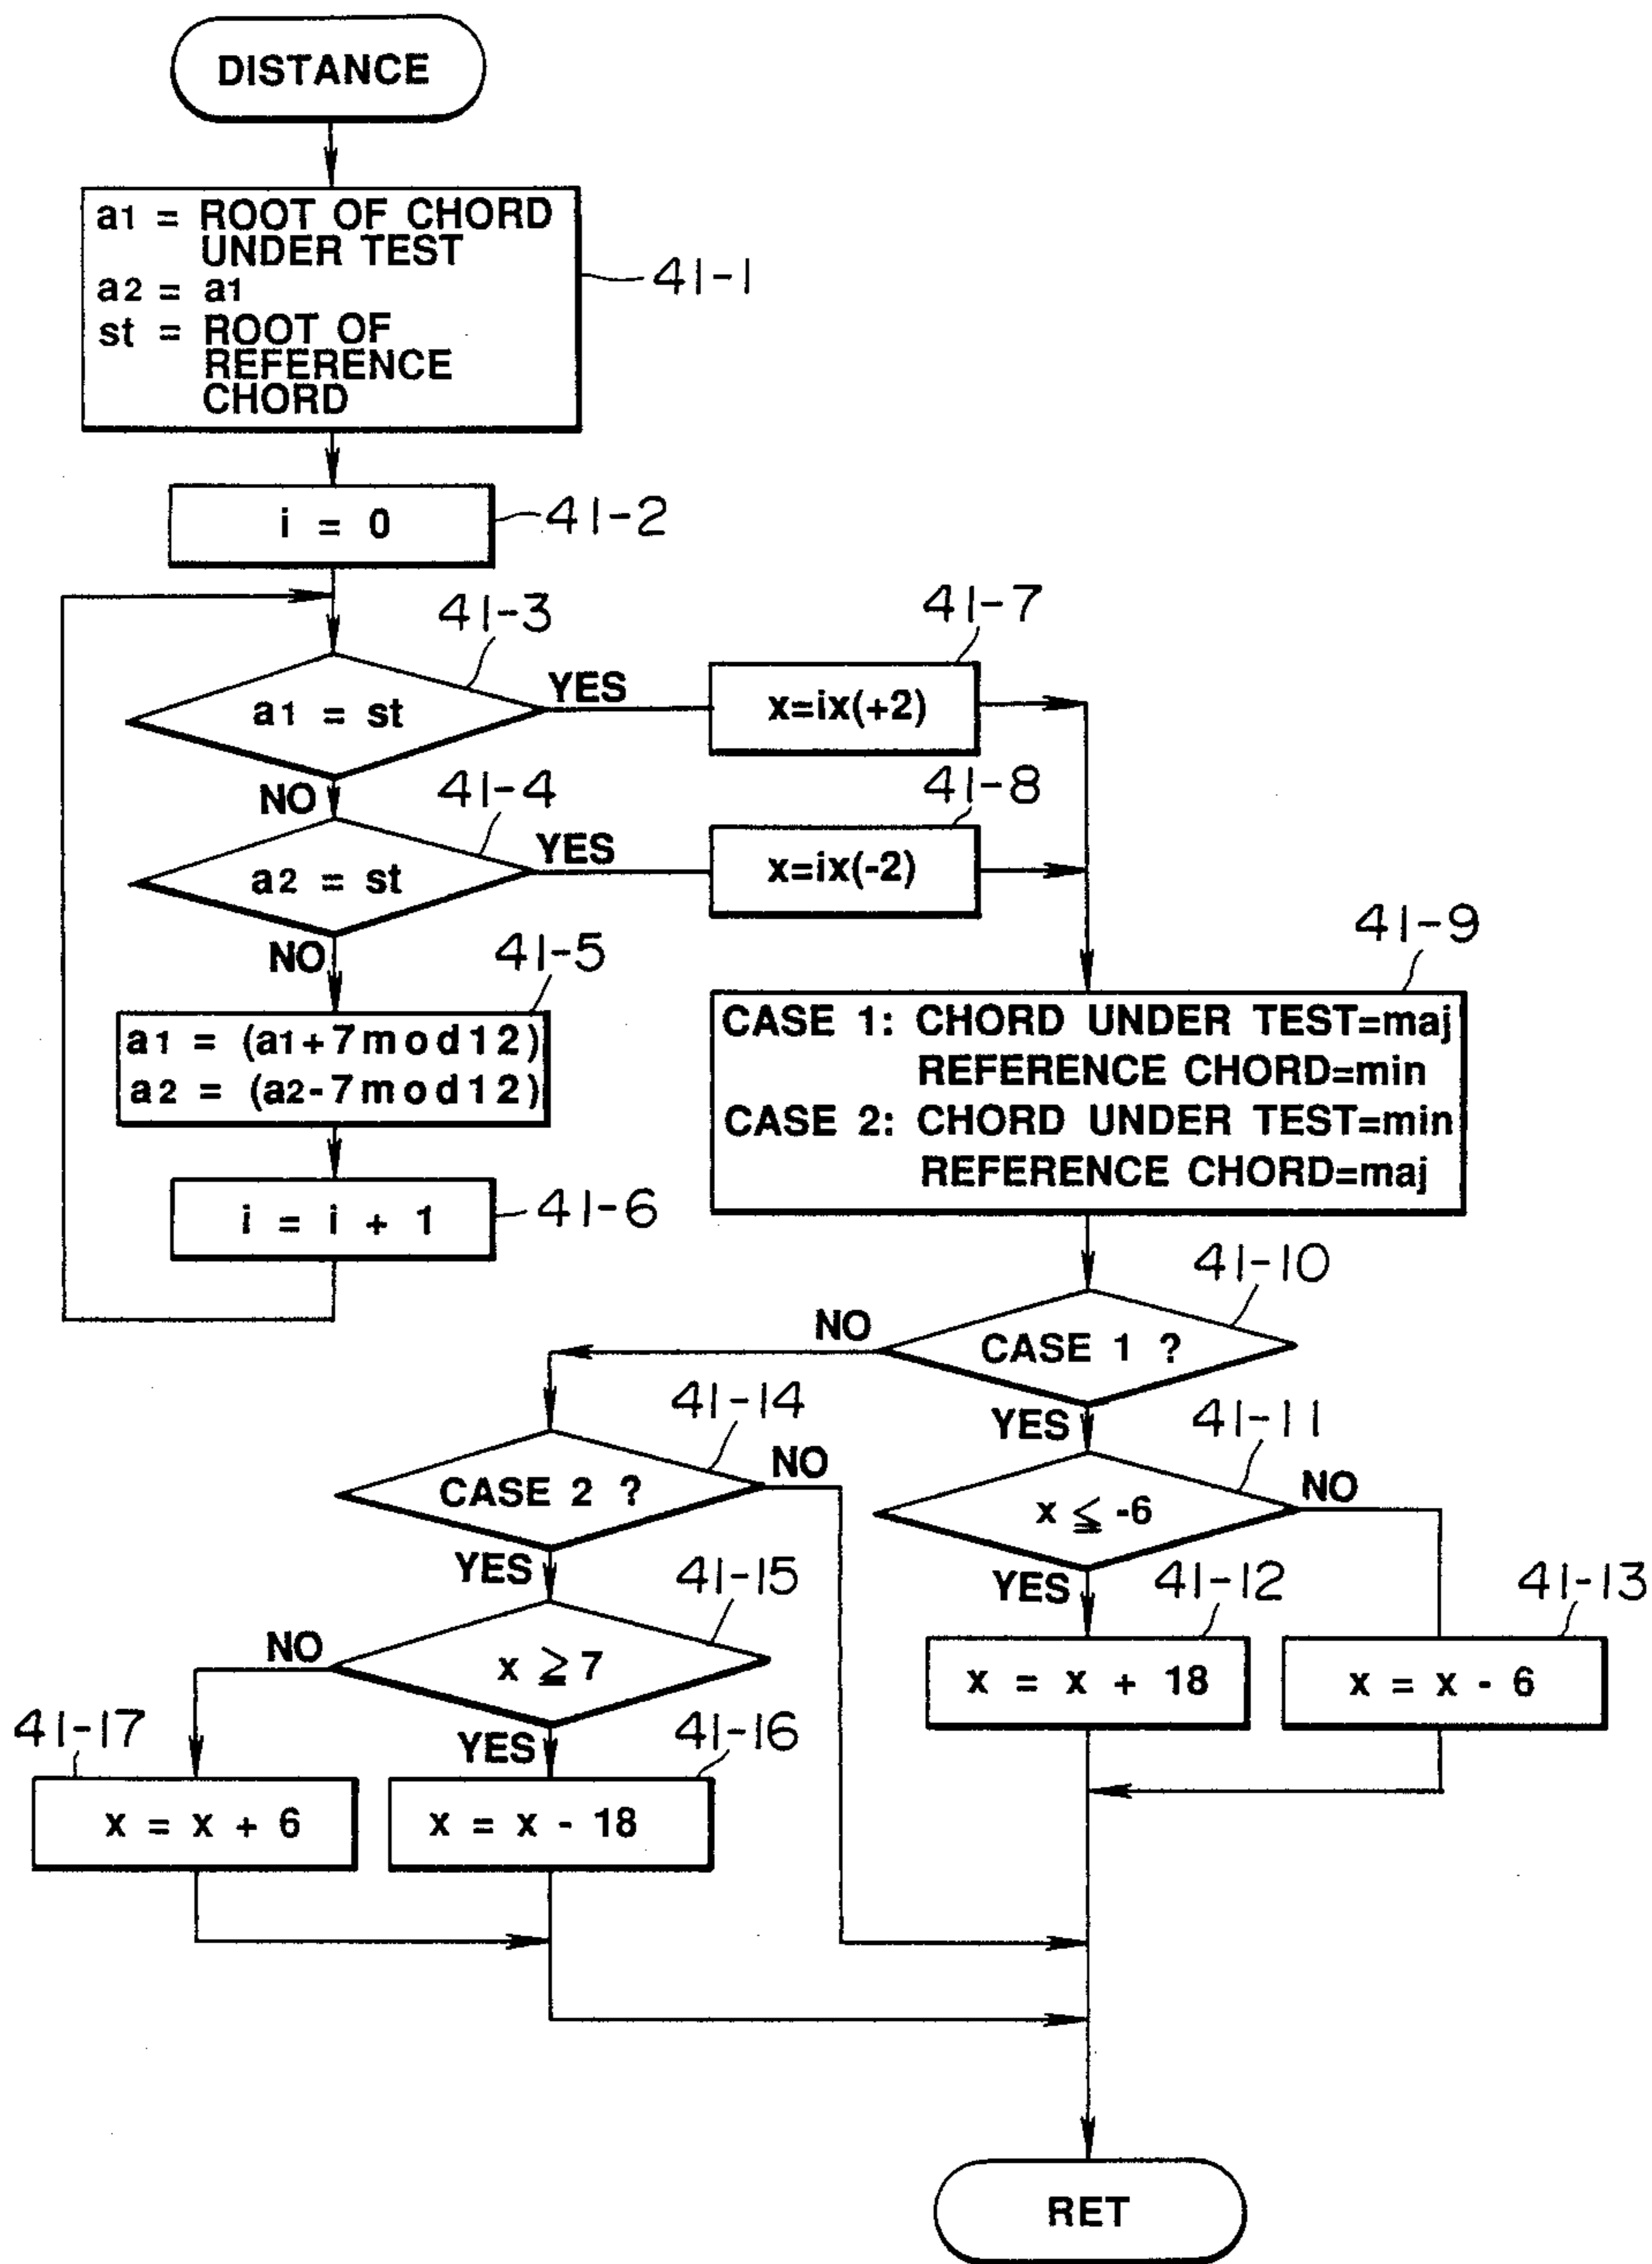 DISTANCE
a1 = ROOT OF CHORD
UNDER TEST
a2 = a1
st = ROOT OF
REFERENCE
CHORD
41-1
i = 0
41-2
41-3
a1 = st
YES
NO
41-7
x=ix(+2)
41-4
a2 = st
YES
NO
41-8
x=ix(-2)
41-5
a1 = (a1+7mod12)
a2 = (a2-7mod12)
41-6
i = i + 1
41-9
CASE 1: CHORD UNDER TEST=maj
REFERENCE CHORD=min
CASE 2: CHORD UNDER TEST=min
REFERENCE CHORD=maj
41-10
CASE 1 ?
NO
YES
41-14
CASE 2 ?
NO
YES
41-11
x ≦ -6
NO
YES
41-15
x ≧ 7
NO
YES
41-12
x = x + 18
41-13
x = x - 6
41-17
x = x + 6
41-16
x = x - 18
RET